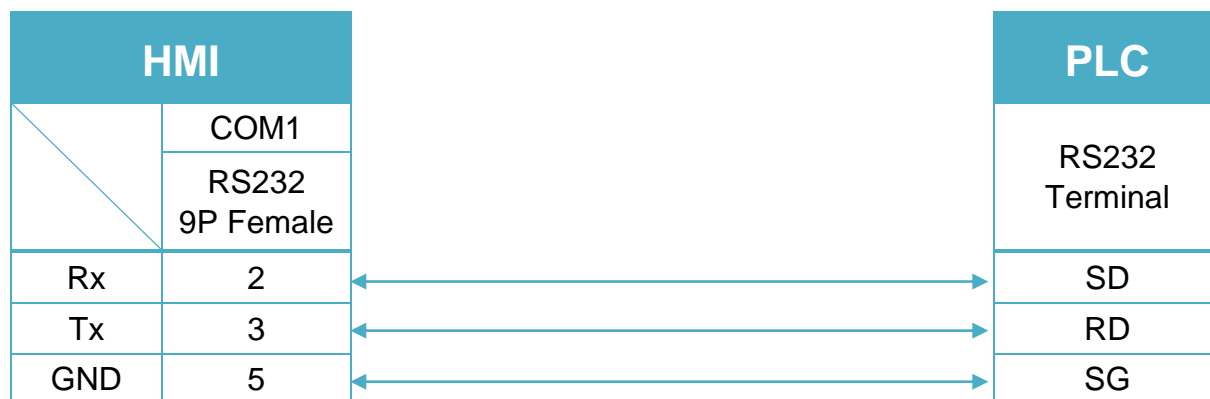 HMI
PLC
COM1
RS232
9P Female
RS232
Terminal
Rx 2 SD
Tx 3 RD
GND 5 SG